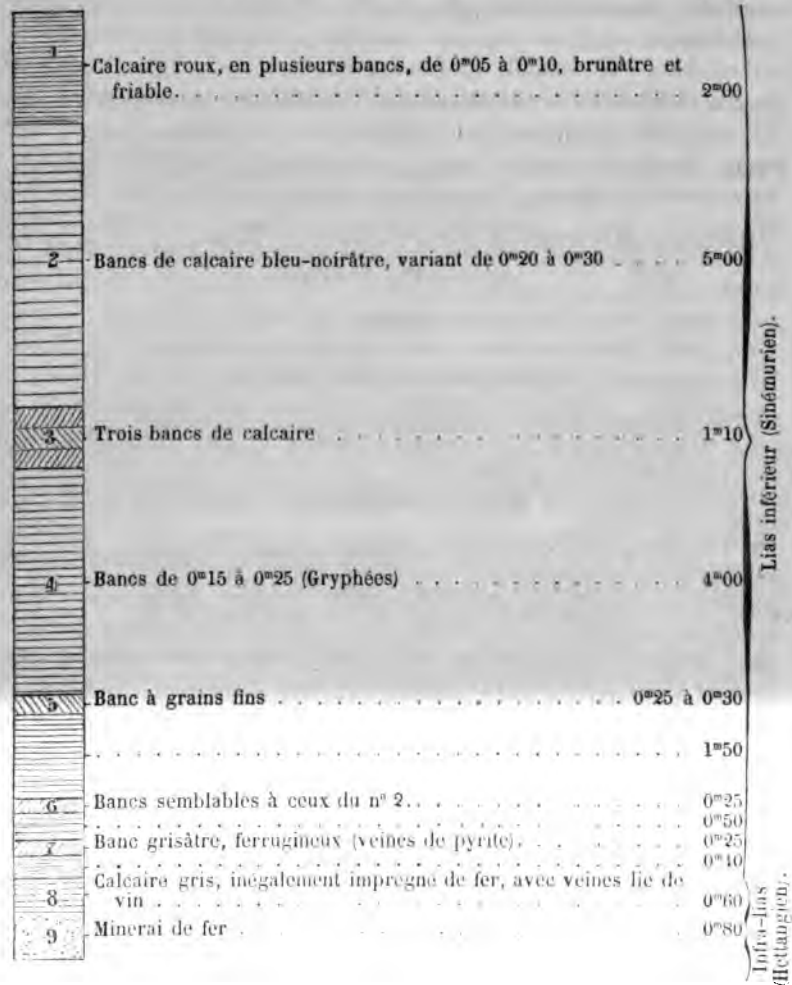 1
Calcaire roux, en plusieurs bancs, de 0ᵐ05 à 0ᵐ10, brunâtre et
friable. . . . . . . . . . . . . . . . . . . 2ᵐ00
2 Bancs de calcaire bleu-noirâtre, variant de 0ᵐ20 à 0ᵐ30 . . . . 5ᵐ00
3 Trois bancs de calcaire . . . . . . . . . . . . . 1ᵐ10
4 Bancs de 0ᵐ15 à 0ᵐ25 (Gryphées) . . . . . . . . . . . 4ᵐ00
5 Banc à grains fins . . . . . . . . . . . . . . 0ᵐ25 à 0ᵐ30
. . . . . . . . . . . . . . . . . . . . . 1ᵐ50
6 Bancs semblables à ceux du n° 2. . . . . . . . . . 0ᵐ25
. . . . . . . . . . . . . . . . . . . . . 0ᵐ50
7 Banc grisâtre, ferrugineux (veines de pyrite). . . . . . . 0ᵐ25
. . . . . . . . . . . . . . . . . . . . . 0ᵐ40
8 Calcaire gris, inégalement imprégné de fer, avec veines lie de
vin . . . . . . . . . . . . . . . . . . . 0ᵐ60
9 Minerai de fer . . . . . . . . . . 0ᵐ80
Lias inférieur (Sinémurien).
Infra-lias
(Hettangien).